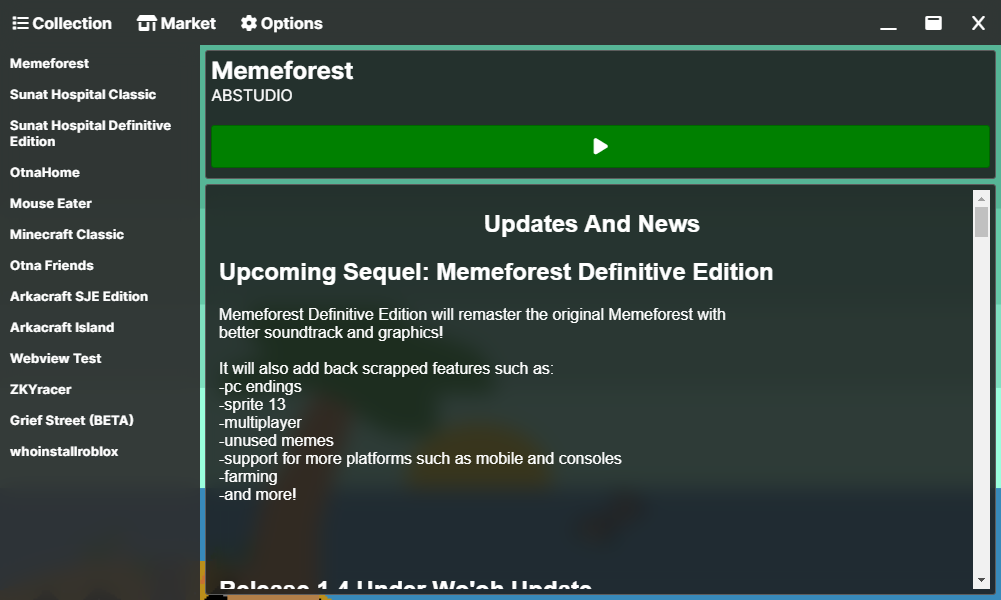 Collection Market Options
Memeforest
Sunat Hospital Classic
Sunat Hospital Definitive
Edition
OtnaHome
Mouse Eater
Minecraft Classic
Otna Friends
Arkacraft SJE Edition
Arkacraft Island
Webview Test
ZKYracer
Grief Street (BETA)
whoinstallroblox
Memeforest
ABSTUDIO
Updates And News
Upcoming Sequel: Memeforest Definitive Edition
Memeforest Definitive Edition will remaster the original Memeforest with
better soundtrack and graphics!
It will also add back scrapped features such as:
-pc endings
-sprite 13
-multiplayer
-unused memes
-support for more platforms such as mobile and consoles
-farming
-and more!
Release 1.4 Under We'eh Update